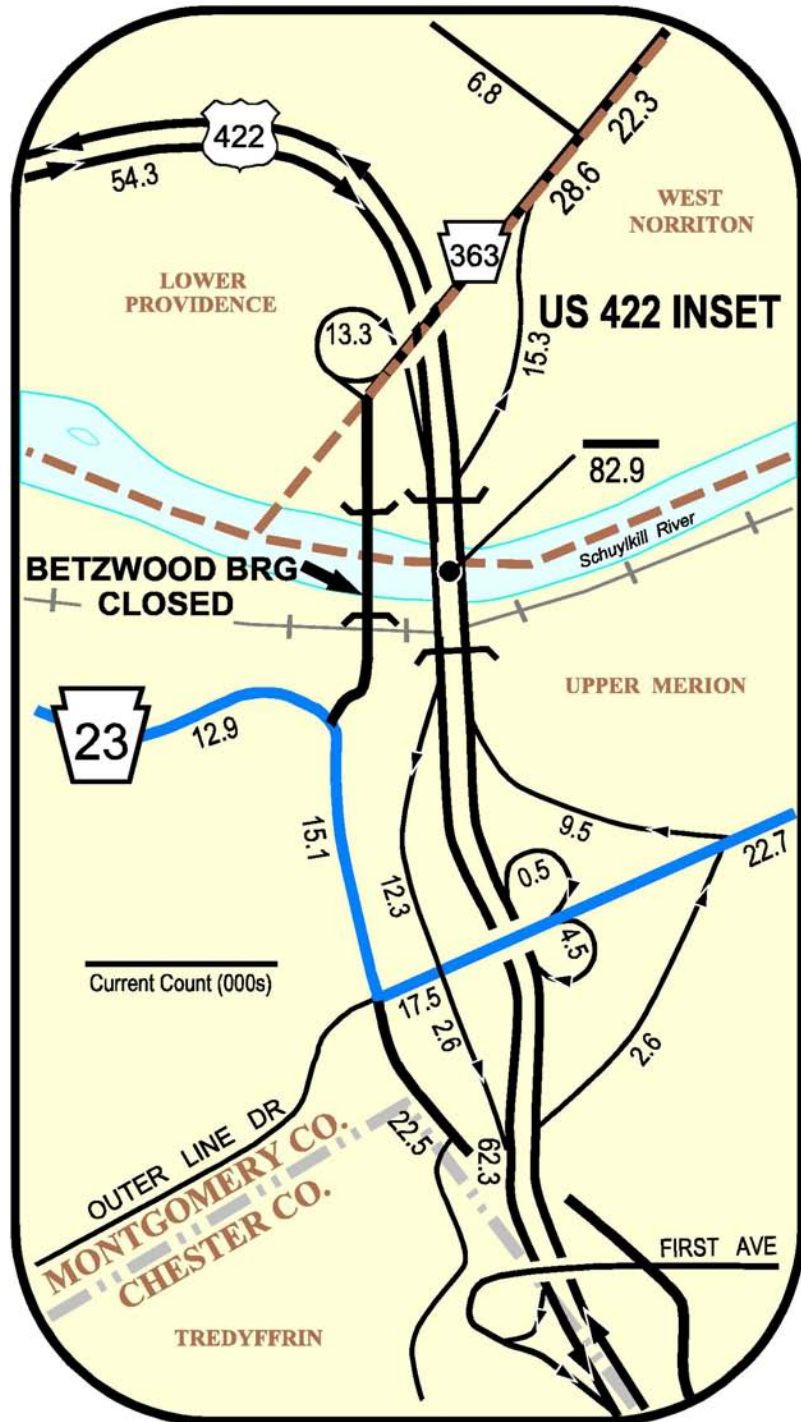 6.8
22.3
28.6
422
54.3
WEST
NORRITON
363
LOWER
PROVIDENCE
US 422 INSET
13.3
15.3
82.9
Schuylkill River
BETZWOOD BRG
CLOSED
UPPER MERION
23
12.9
15.1
9.5
22.7
12.3
0.5
4.5
Current Count (000s)
17.5
2.6
2.6
OUTER LINE DR
22.5
62.3
MONTGOMERY CO.
CHESTER CO.
FIRST AVE
TREDYFFRIN